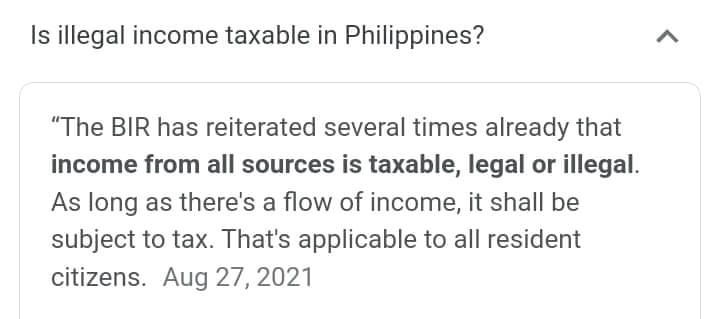 Is illegal income taxable in Philippines?
“The BIR has reiterated several times already that
income from all sources is taxable, legal or illegal.
As long as there's a flow of income, it shall be
subject to tax. That's applicable to all resident
citizens. Aug 27, 2021